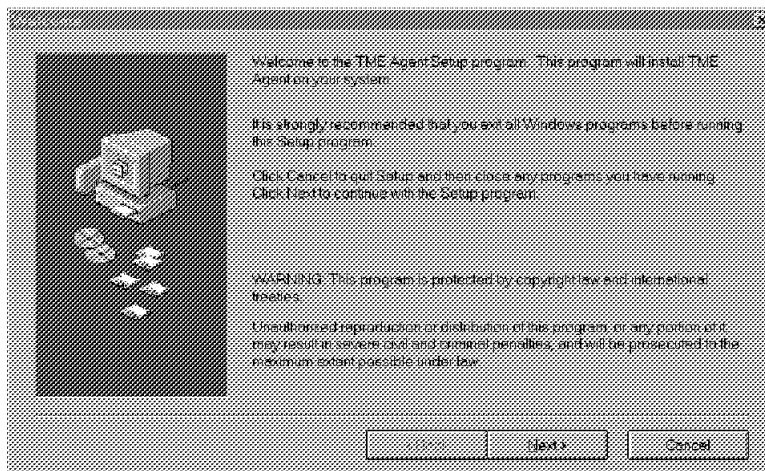 Welcome
Welcome to the TME Agent Setup program. This program will install TME
Agent on your system.
It is strongly recommended that you exit all Windows programs before running
this Setup program.
Click Cancel to quit Setup and then close any programs you have running.
Click Next to continue with the Setup program.
WARNING: This program is protected by copyright law and international
treaties.
Unauthorized reproduction or distribution of this program, or any portion of it,
may result in severe civil and criminal penalties, and will be prosecuted to the
maximum extent possible under law.
< Back
Next >
Cancel